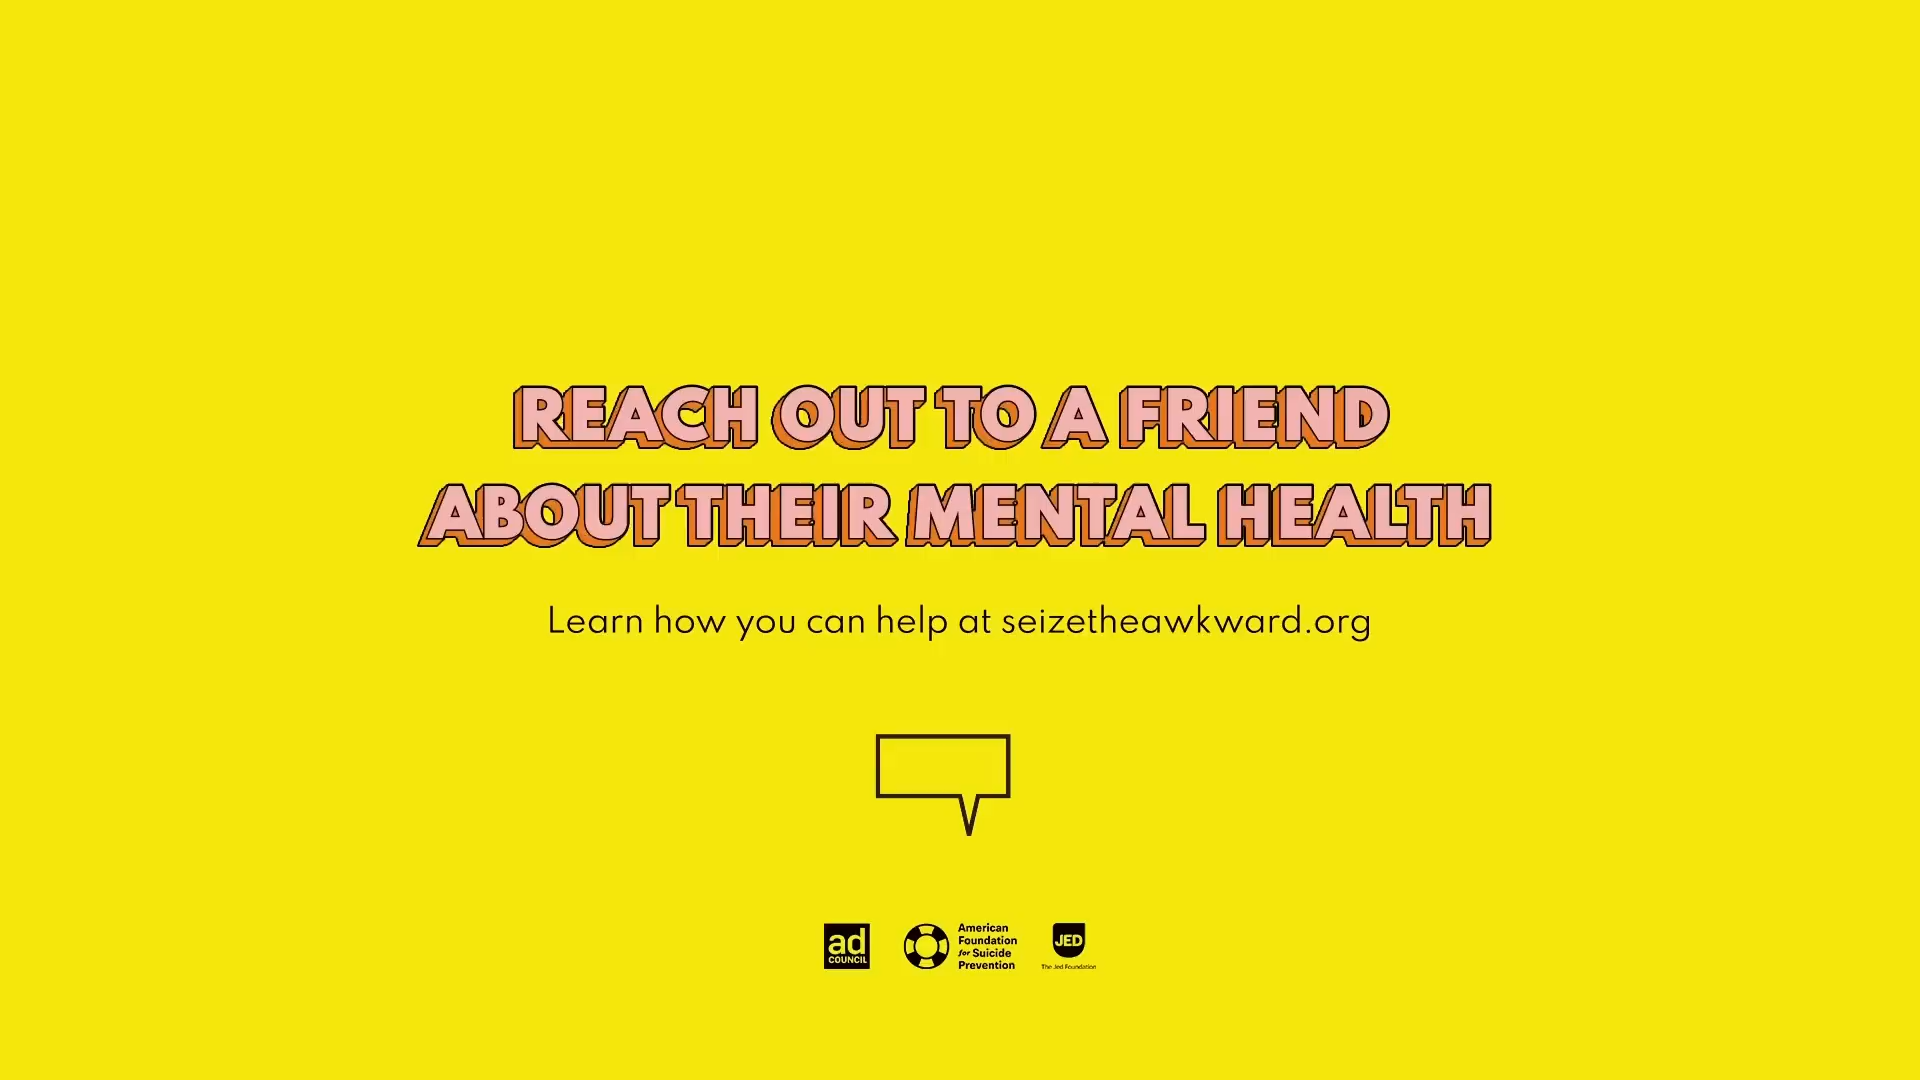 REACH OUT TO A FRIEND
ABOUT THEIR MENTAL HEALTH
Learn how you can help at seizetheawkward.org
ad
COUNCIL
American
Foundation
for Suicide
Prevention
JED
The Jed Foundation